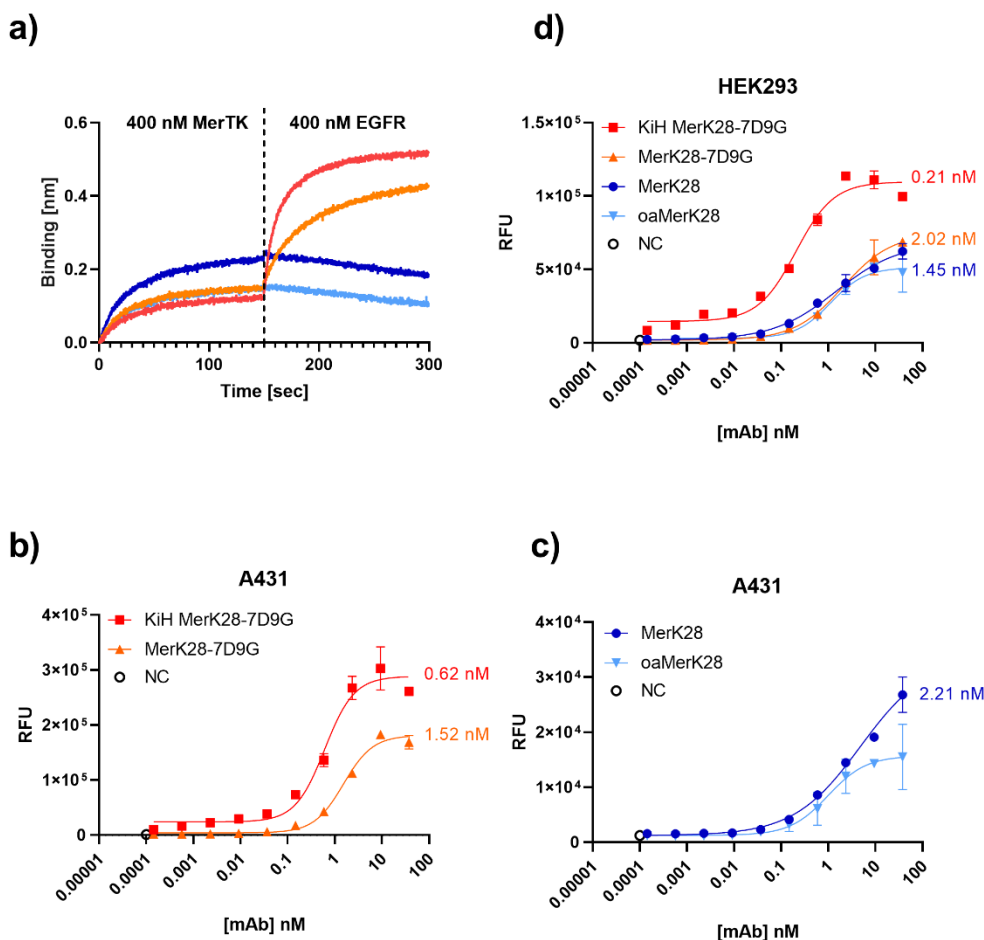 a)
400 nM MerTK
400 nM EGFR
Binding [nm]
0.6
0.4
0.2
0.0
0
100
200
300
Time [sec]
d)
HEK293
KiH MerK28-7D9G
MerK28-7D9G
MerK28
oaMerK28
NC
RFU
1.5×10⁵
1×10⁵
5×10⁴
0
0.21 nM
2.02 nM
1.45 nM
0.00001
0.0001
0.001
0.01
0.1
1
10
100
[mAb] nM
b)
A431
KiH MerK28-7D9G
MerK28-7D9G
NC
RFU
4×10⁵
3×10⁵
2×10⁵
1×10⁵
0
0.62 nM
1.52 nM
0.00001
0.0001
0.001
0.01
0.1
1
10
100
[mAb] nM
c)
A431
MerK28
oaMerK28
NC
RFU
4×10⁴
3×10⁴
2×10⁴
1×10⁴
0
2.21 nM
0.00001
0.0001
0.001
0.01
0.1
1
10
100
[mAb] nM